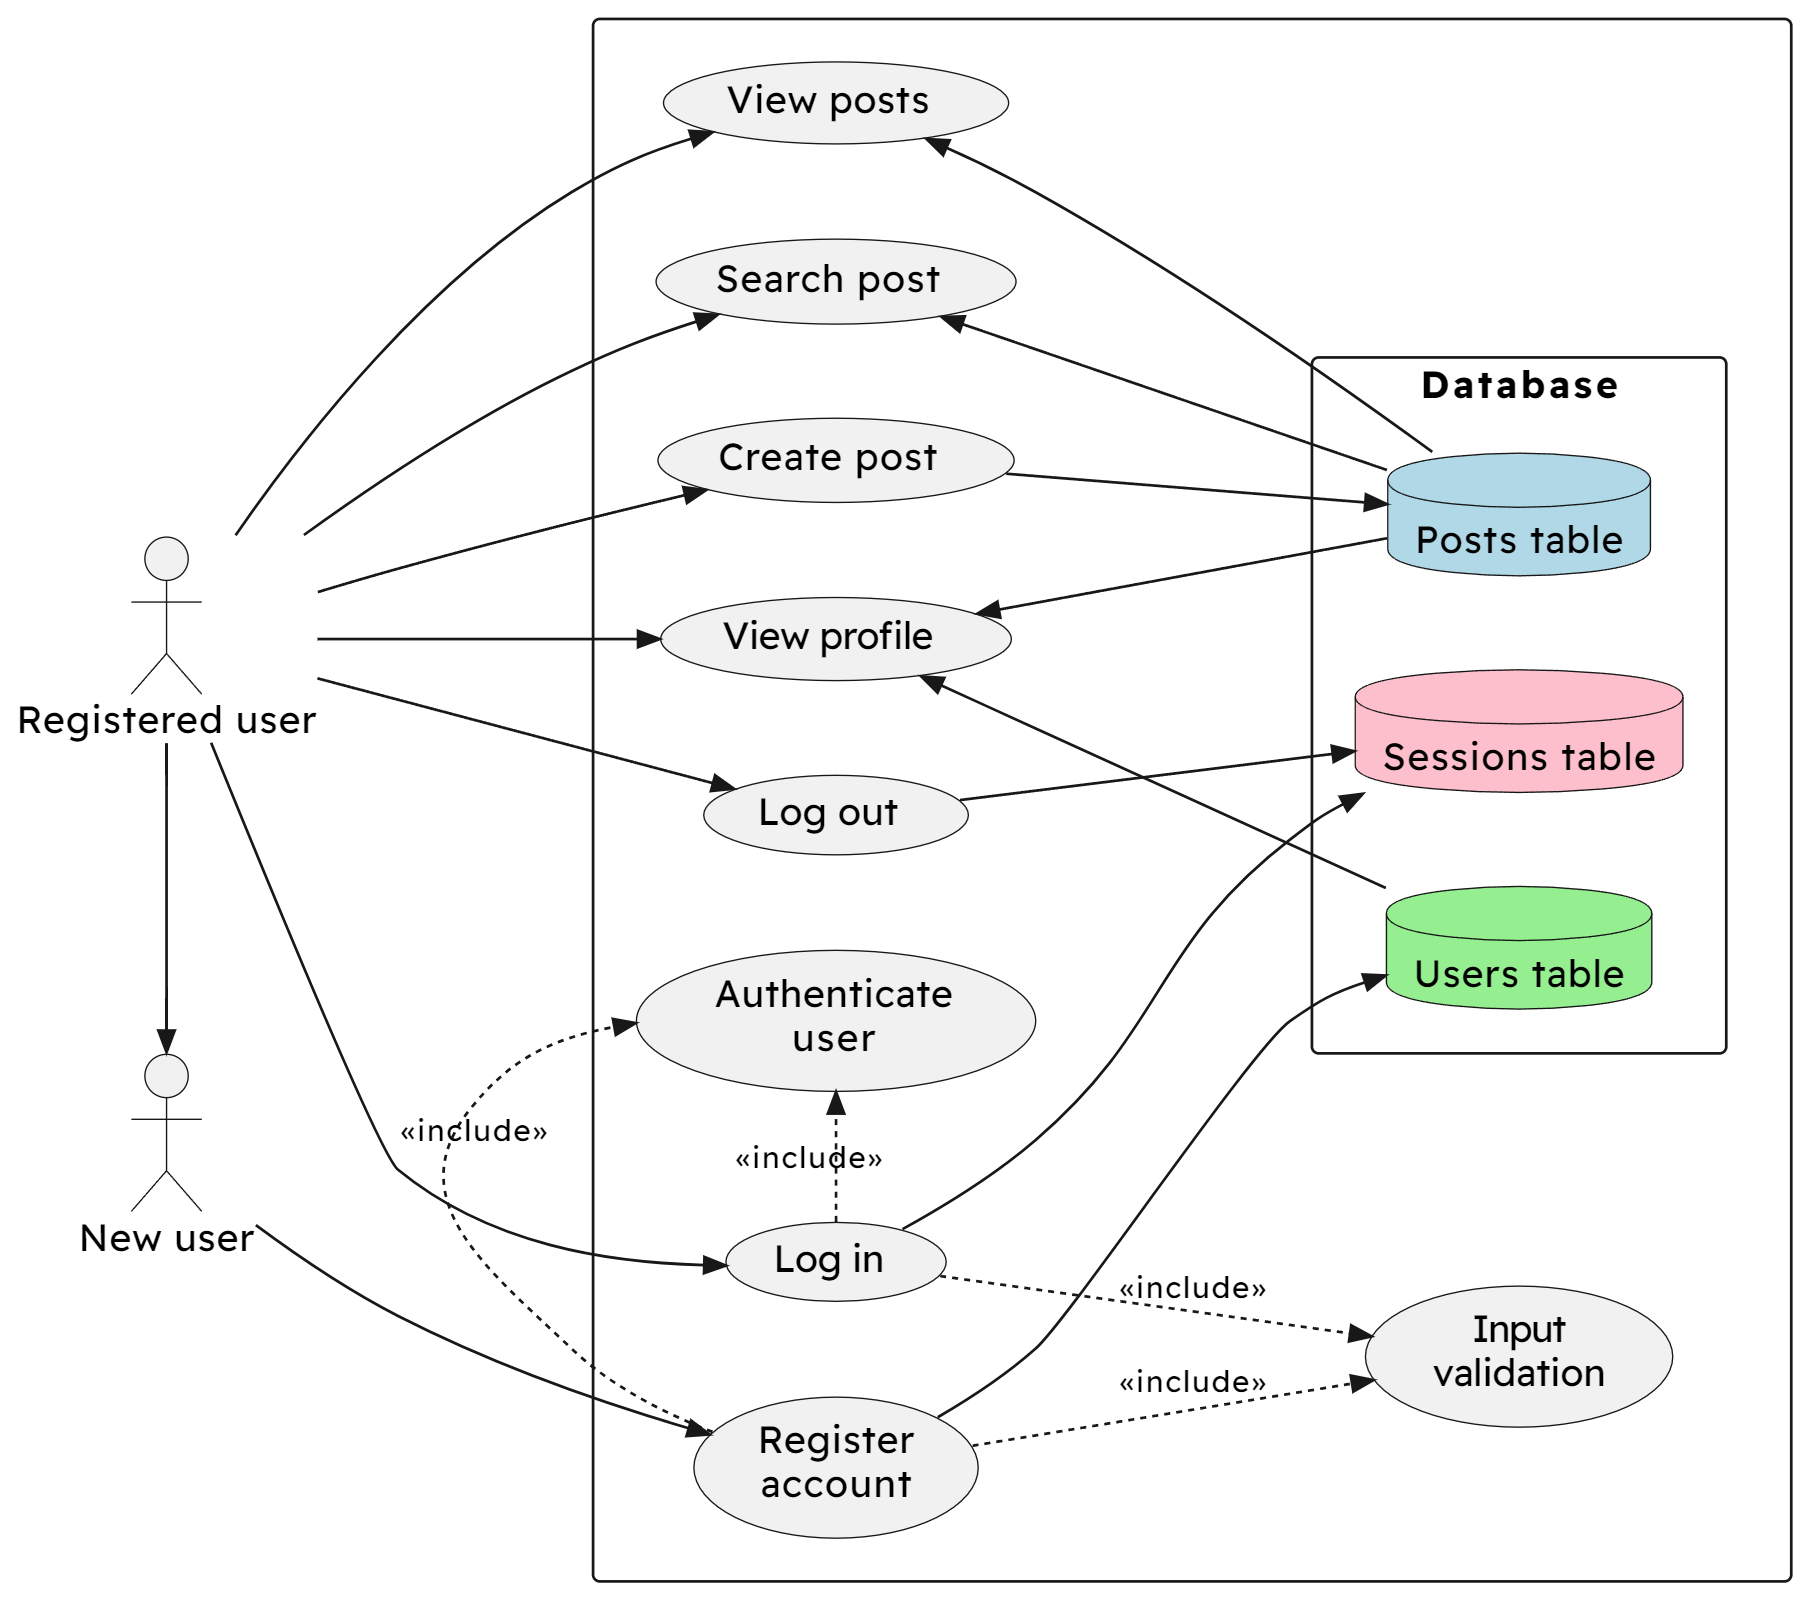 View posts
Search post
Database
Create post
Posts table
View profile
Registered user
Sessions table
Log out
Users table
Authenticate
user
«include»
«include»
New user
Log in
«include»
Input
validation
«include»
Register
account